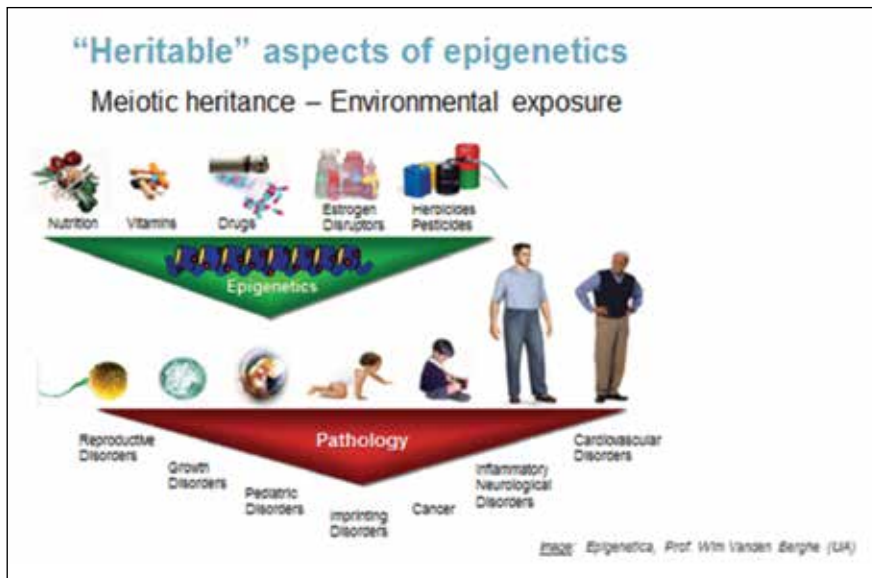 “Heritable” aspects of epigenetics
Meiotic heritance – Environmental exposure
Nutrition
Vitamins
Drugs
Estrogen
Disruptors
Herbicides
Pesticides
Epigenetics
Pathology
Reproductive
Disorders
Growth
Disorders
Pediatric
Disorders
Imprinting
Disorders
Cancer
Inflammatory
Neurological
Disorders
Cardiovascular
Disorders
Image: Epigenetica, Prof. Wim Vanden Berghe (UA)